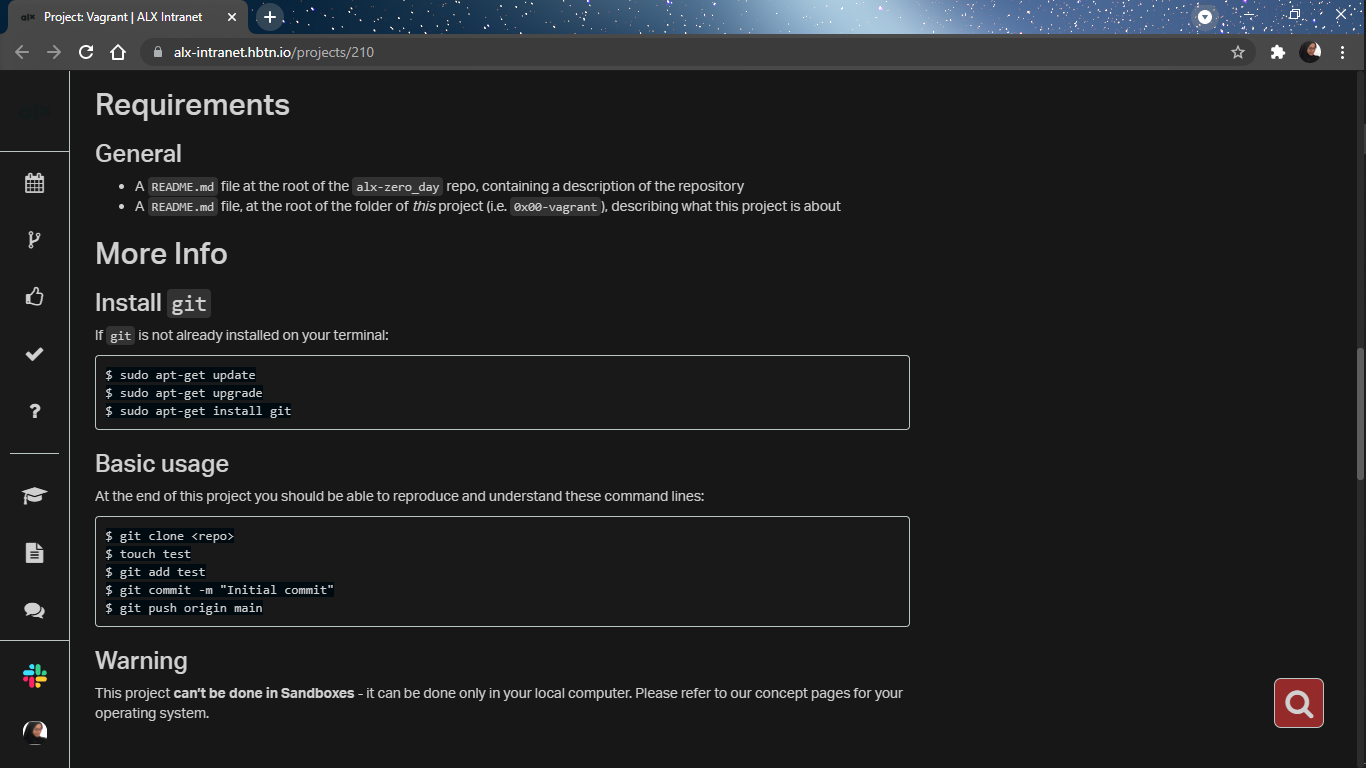 alx Project: Vagrant | ALX Intranet
alx-intranet.hbtn.io/projects/210
Requirements
General
• A README.md file at the root of the alx-zero_day repo, containing a description of the repository
• A README.md file, at the root of the folder of this project (i.e. 0x00-vagrant), describing what this project is about
More Info
Install git
If git is not already installed on your terminal:
$ sudo apt-get update
$ sudo apt-get upgrade
$ sudo apt-get install git
Basic usage
At the end of this project you should be able to reproduce and understand these command lines:
$ git clone <repo>
$ touch test
$ git add test
$ git commit -m "Initial commit"
$ git push origin main
Warning
This project can't be done in Sandboxes - it can be done only in your local computer. Please refer to our concept pages for your
operating system.